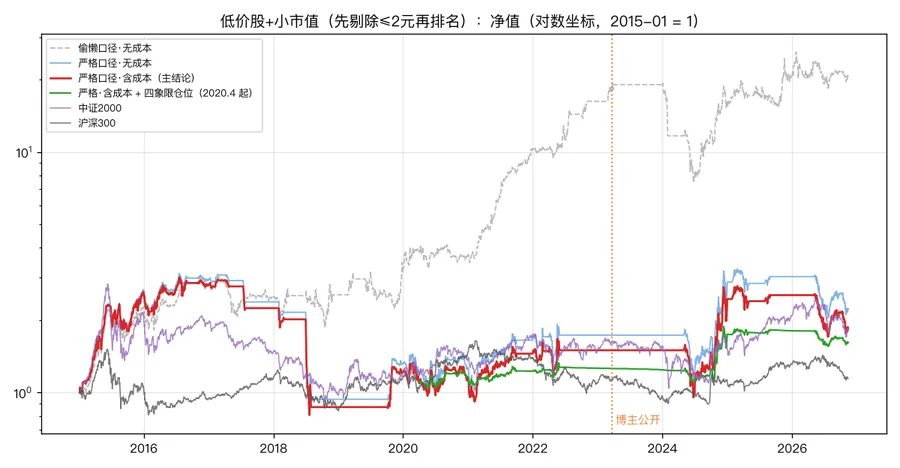 低价股+小市值（先剔除≤2元再排名）：净值（对数坐标，2015-01 = 1）
偷懒口径·无成本
严格口径·无成本
严格口径·含成本（主结论）
严格·含成本 + 四象限仓位（2020.4 起）
中证2000
沪深300
10¹
10⁰
博主公开
2016
2018
2020
2022
2024
2026